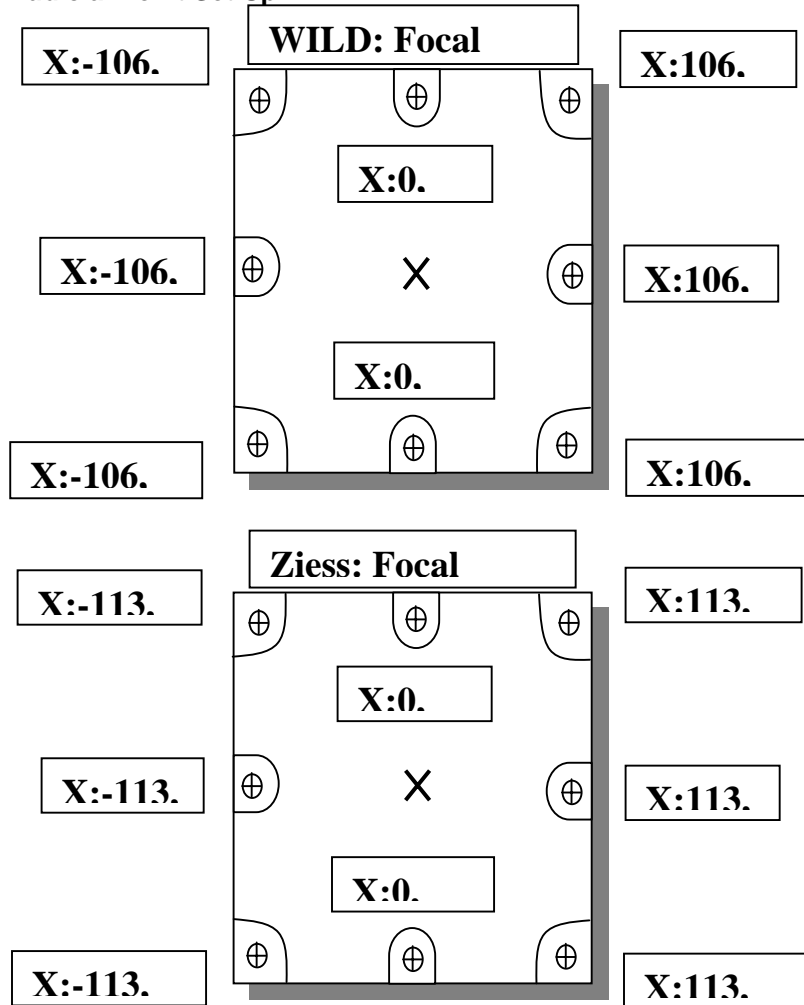 WILD: Focal
X:-106.
X:106.
X:0.
X:-106.
X:106.
X:0.
X:-106.
X:106.
Ziess: Focal
X:-113.
X:113.
X:0.
X:-113.
X:113.
X:0.
X:-113.
X:113.